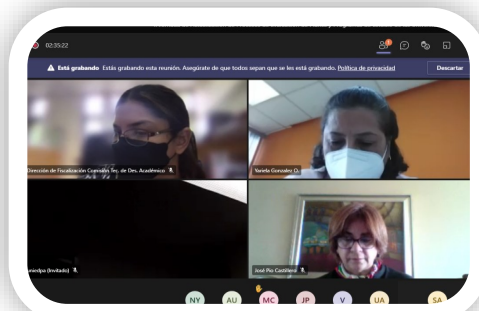 02:35:22
Está grabando Estás grabando esta reunión. Asegúrate de que todos sepan que se les está grabando. Política de privacidad
Descartar
Dirección de Fiscalización Comisión Tec. de Des. Académico
Yariela Gonzalez O.
uniedpa (Invitado)
José Pio Castillero
NY AU MC JP V UA SA